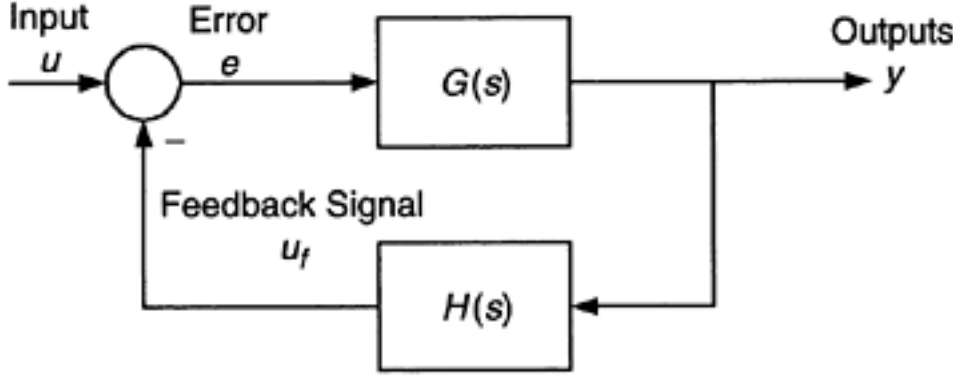 Input
u
Error
e
G(s)
Outputs
y
–
Feedback Signal
u_f
H(s)